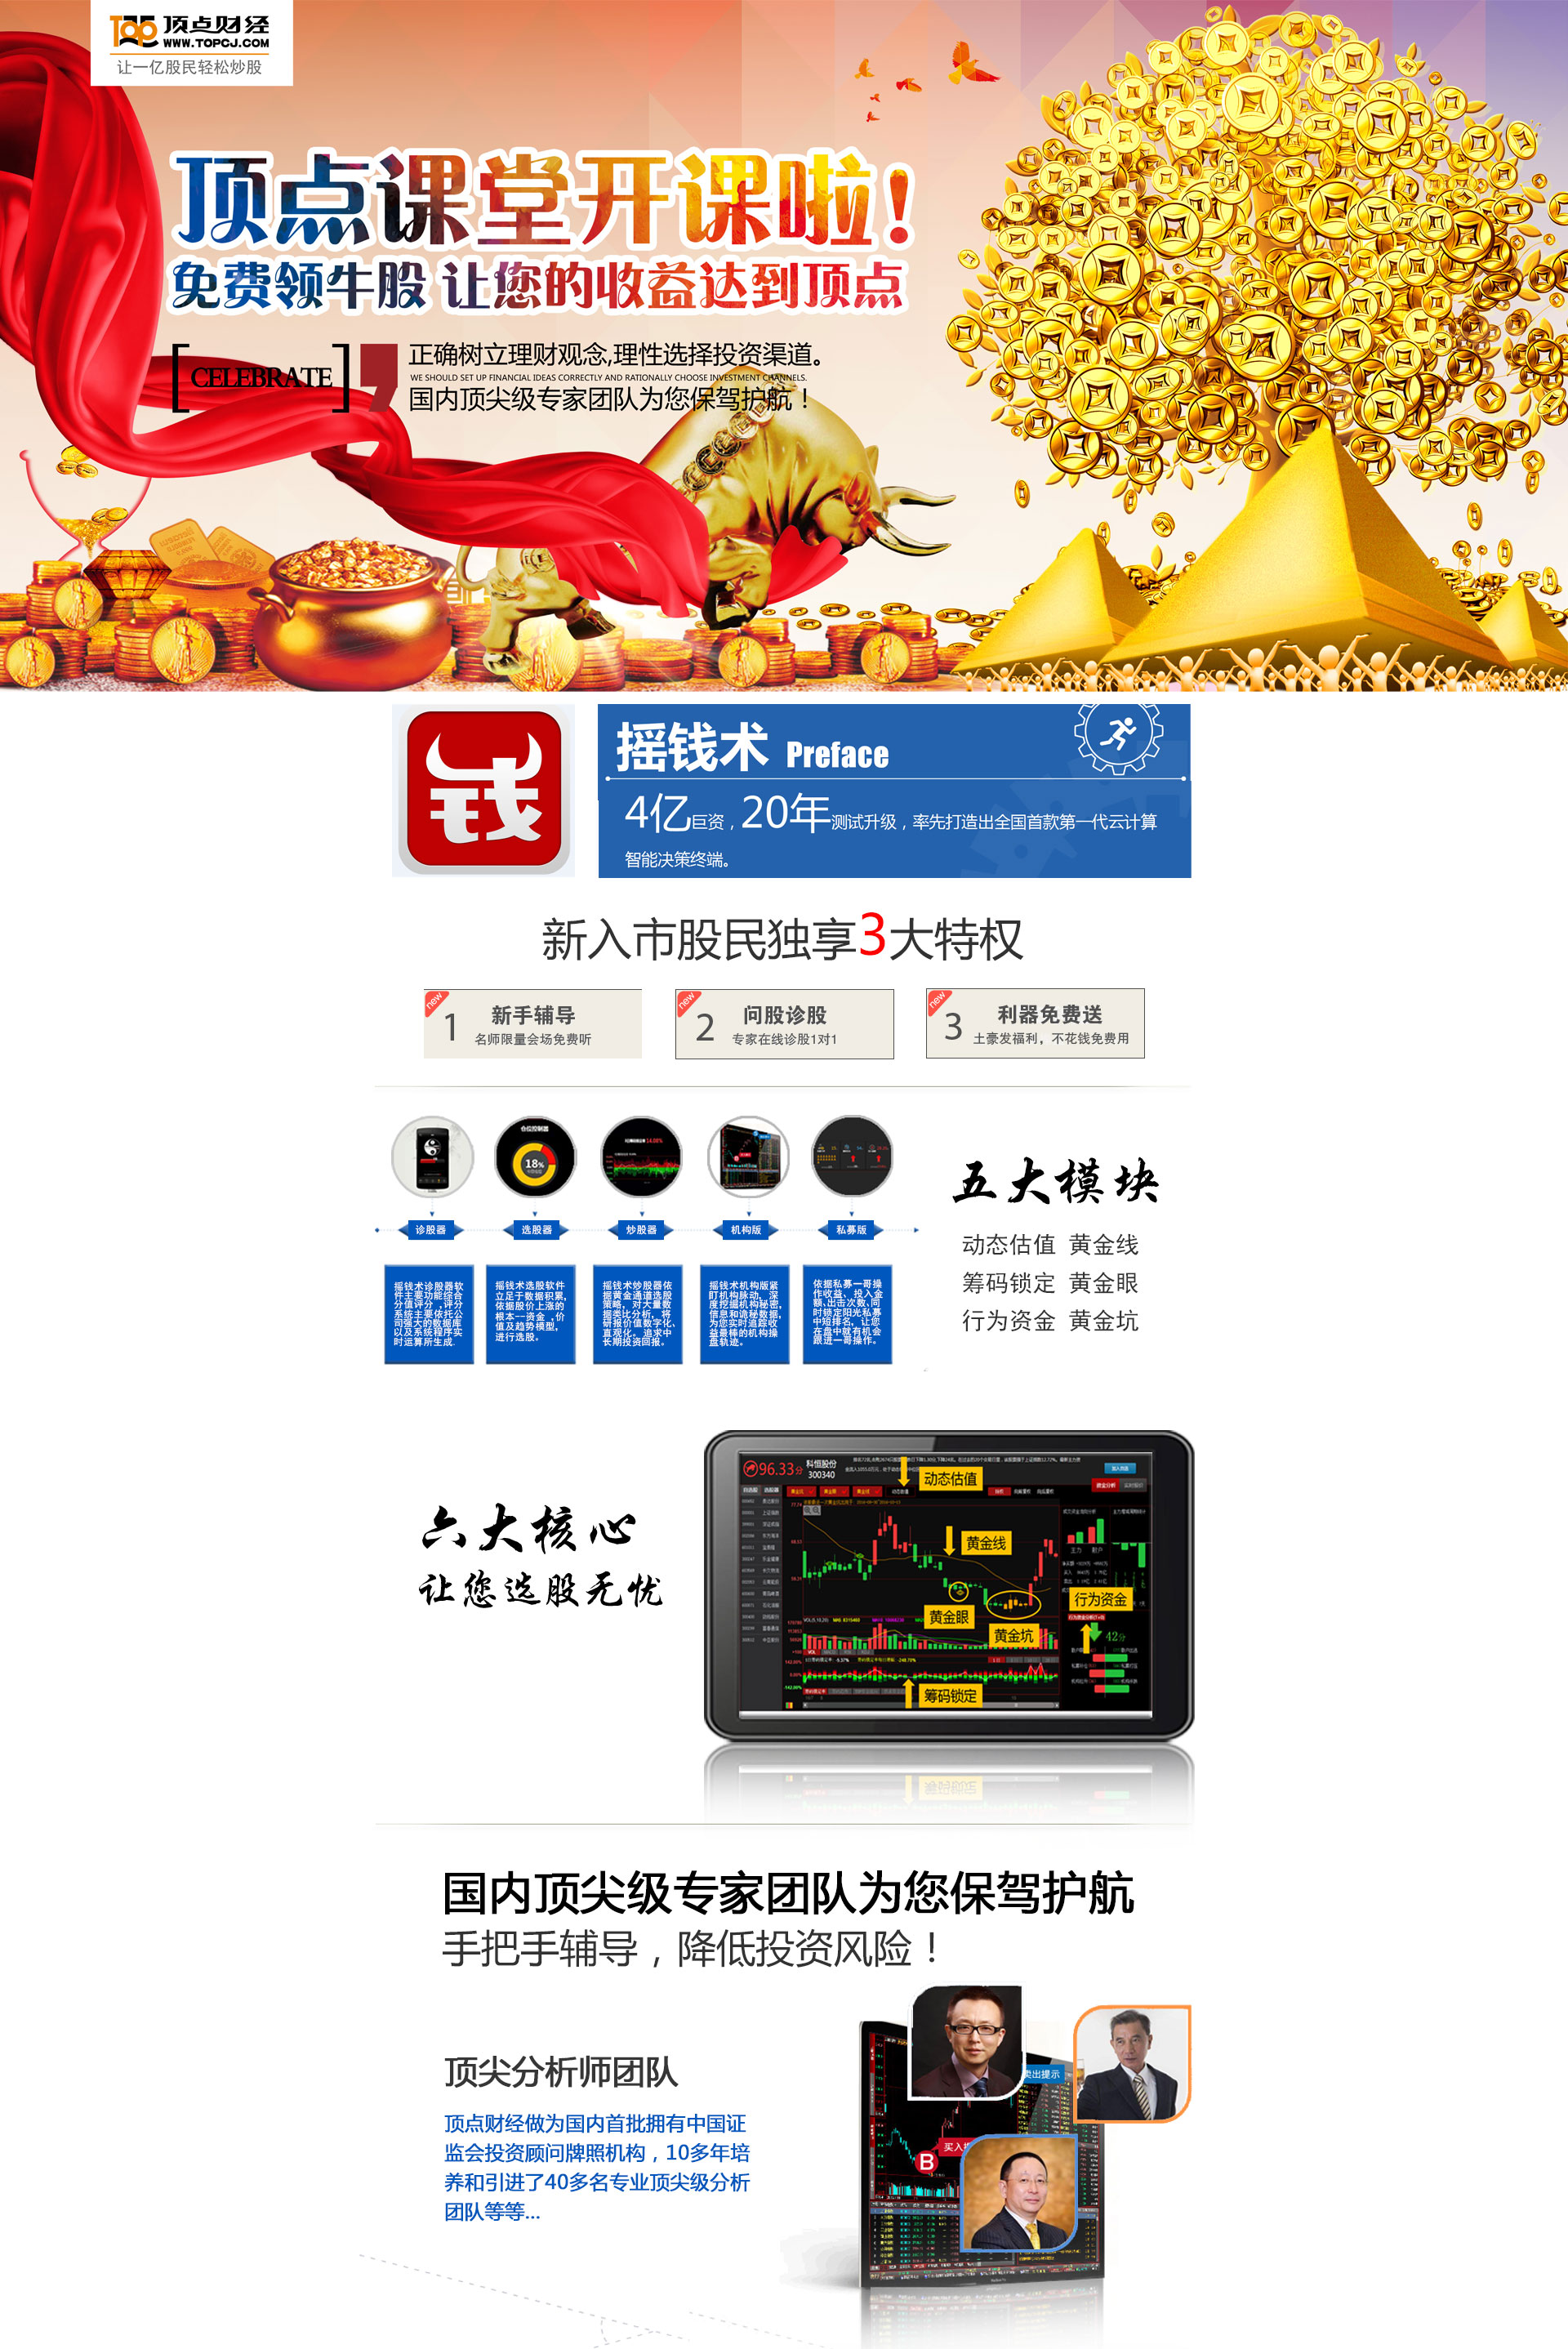 TOP 顶点财经
WWW.TOPCJ.COM
让一亿股民轻松炒股
顶点课堂开课啦!
免费领牛股 让您的收益达到顶点
CELEBRATE
正确树立理财观念,理性选择投资渠道。
WE SHOULD SET UP FINANCIAL IDEAS CORRECTLY AND RATIONALLY CHOOSE INVESTMENT CHANNELS.
国内顶尖级专家团队为您保驾护航！
钱
摇钱术 Preface
4亿巨资，20年测试升级，率先打造出全国首款第一代云计算
智能决策终端。
新入市股民独享3大特权
new
1
新手辅导
名师限量会场免费听
new
2
问股诊股
专家在线诊股1对1
new
3
利器免费送
土豪发福利，不花钱免费用
仓位控制器
18%
诊股器
选股器
炒股器
机构版
私募版
摇钱术诊股器软
件主要功能综合
分值评分 ,评分
系统主要依托公
司强大的数据库
以及系统程序实
时运算所生成.
摇钱术选股软件
立足于数据积累,
依据股价上涨的
根本--资金 ,价
值及趋势模型,
进行选股。
摇钱术炒股器依
据黄金通道选股
策略，对大量数
据类比分析，将
研报价值数字化、
直观化，追求中
长期投资回报。
摇钱术机构版紧
盯机构脉动，深
度挖掘机构秘密,
信息和诡秘数据,
为您实时追踪收
益最棒的机构操
盘轨迹。
依据私募一哥操
作收益、投入金
额、出击次数,同
时锁定阳光私募
中短排名，让您
在盘中就有机会
跟进一哥操作。
五大模块
动态估值 黄金线
筹码锁定 黄金眼
行为资金 黄金坑
六大核心
让您选股无忧
96.33分
科恒股份
300340
动态估值
黄金线
黄金眼
黄金坑
行为资金
42分
筹码锁定
国内顶尖级专家团队为您保驾护航
手把手辅导，降低投资风险！
顶尖分析师团队
顶点财经做为国内首批拥有中国证
监会投资顾问牌照机构，10多年培
养和引进了40多名专业顶尖级分析
团队等等...
卖出提示
买入
B